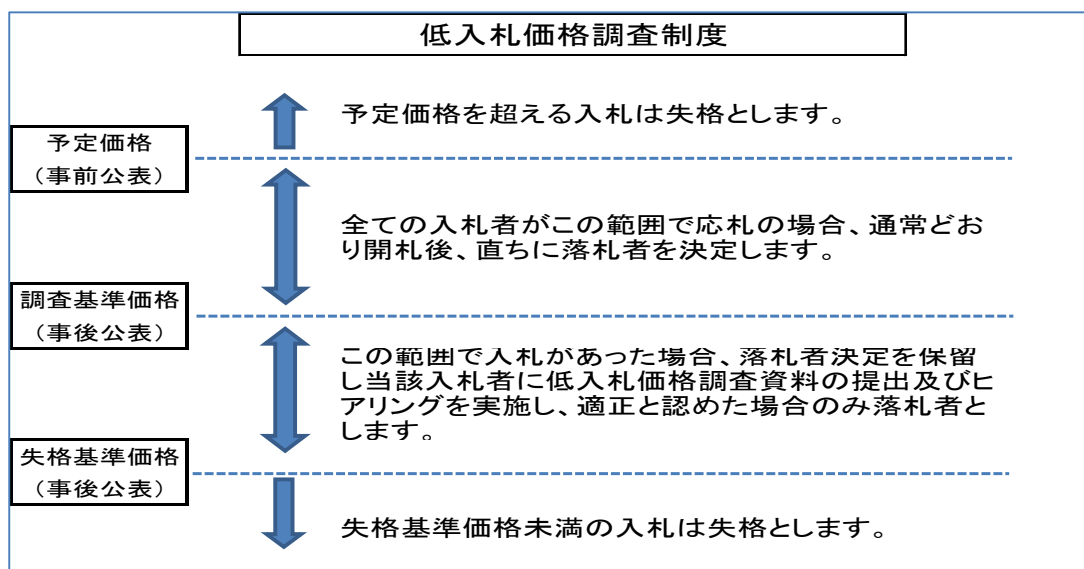 低入札価格調査制度
予定価格を超える入札は失格とします。
予定価格
（事前公表）
全ての入札者がこの範囲で応札の場合、通常どお
り開札後、直ちに落札者を決定します。
調査基準価格
（事後公表）
この範囲で入札があった場合、落札者決定を保留
し当該入札者に低入札価格調査資料の提出及びヒ
アリングを実施し、適正と認めた場合のみ落札者と
します。
失格基準価格
（事後公表）
失格基準価格未満の入札は失格とします。